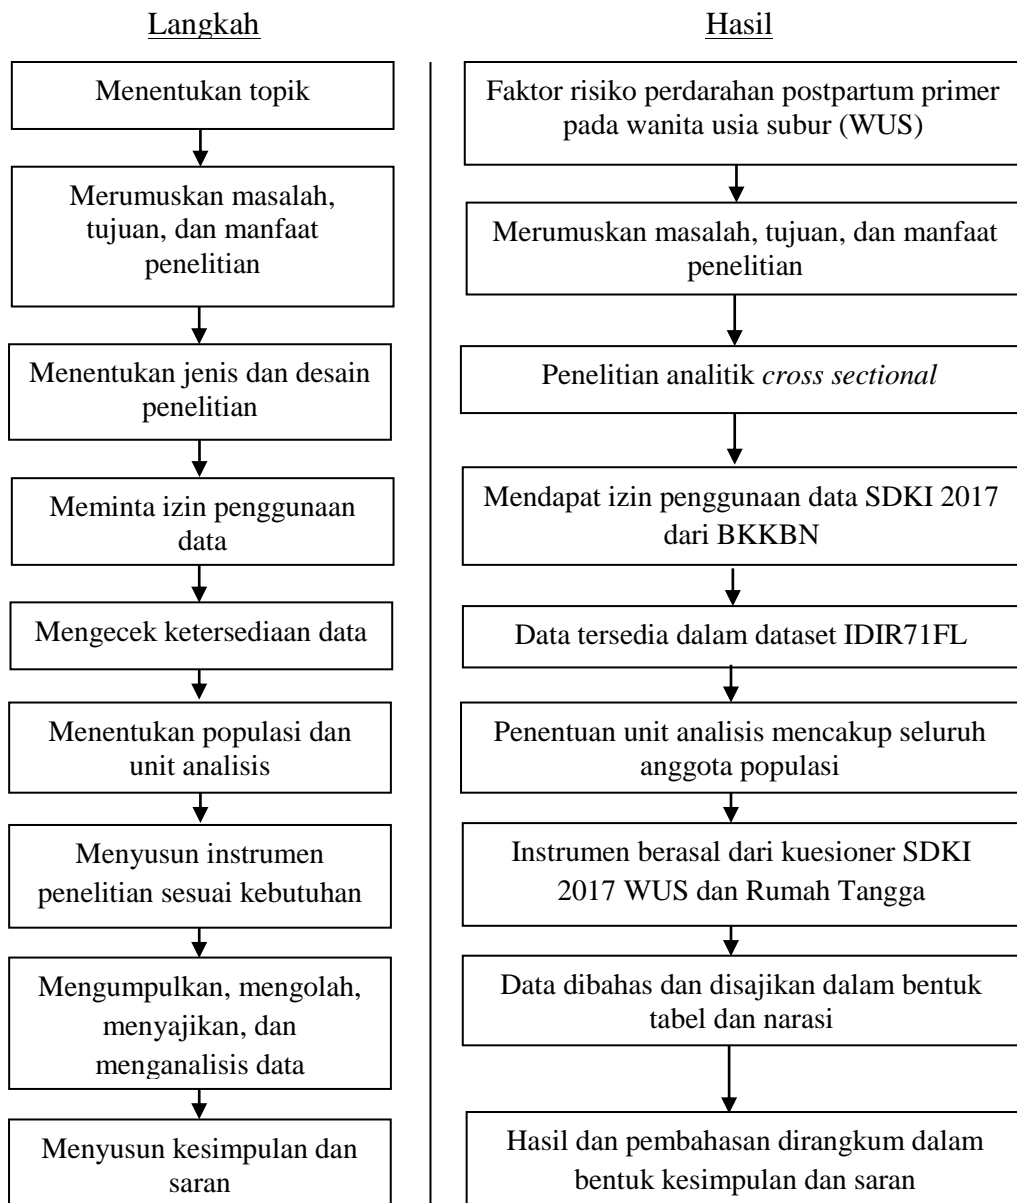 Langkah
Menentukan topik
Merumuskan masalah,
tujuan, dan manfaat
penelitian
Menentukan jenis dan desain
penelitian
Meminta izin penggunaan
data
Mengecek ketersediaan data
Menentukan populasi dan
unit analisis
Menyusun instrumen
penelitian sesuai kebutuhan
Mengumpulkan, mengolah,
menyajikan, dan
menganalisis data
Menyusun kesimpulan dan
saran
Hasil
Faktor risiko perdarahan postpartum primer
pada wanita usia subur (WUS)
Merumuskan masalah, tujuan, dan manfaat
penelitian
Penelitian analitik cross sectional
Mendapat izin penggunaan data SDKI 2017
dari BKKBN
Data tersedia dalam dataset IDIR71FL
Penentuan unit analisis mencakup seluruh
anggota populasi
Instrumen berasal dari kuesioner SDKI
2017 WUS dan Rumah Tangga
Data dibahas dan disajikan dalam bentuk
tabel dan narasi
Hasil dan pembahasan dirangkum dalam
bentuk kesimpulan dan saran